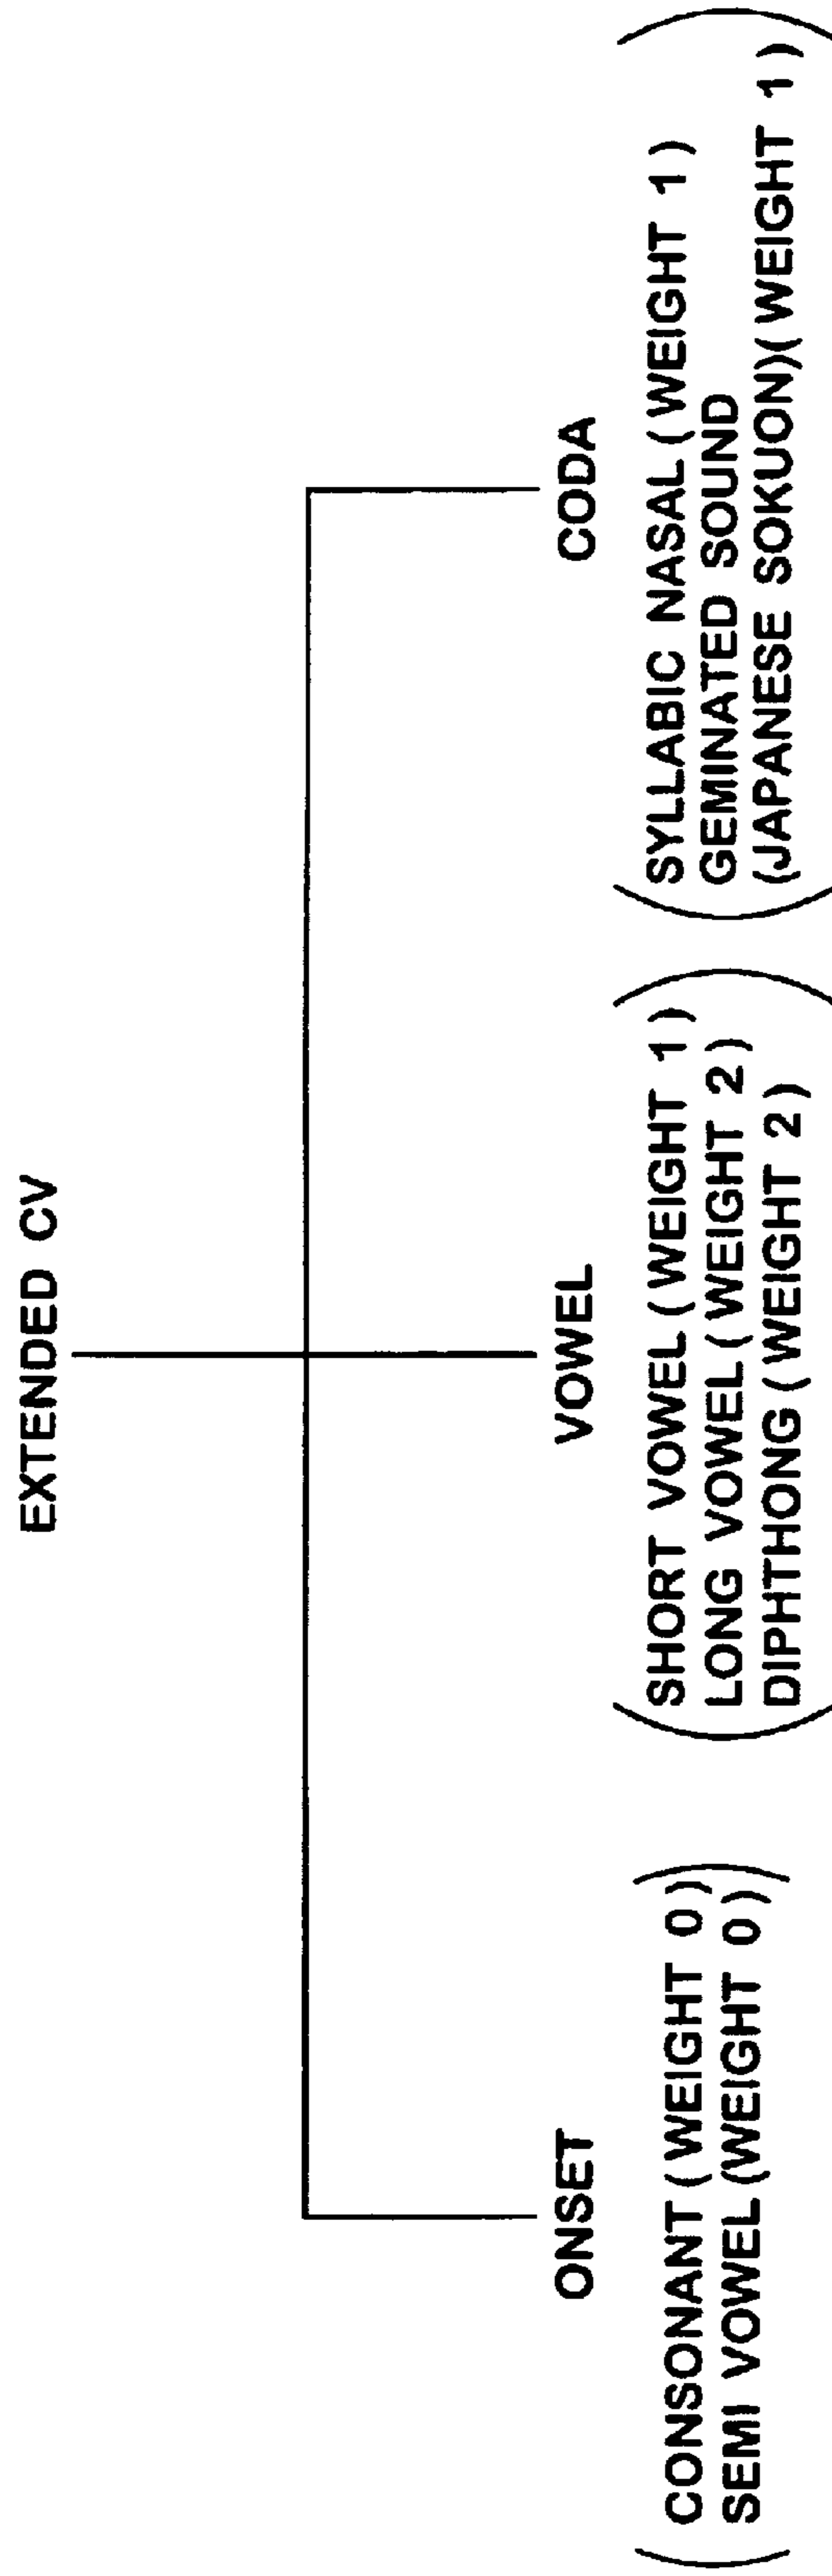 EXTENDED CV
ONSET
( CONSONANT ( WEIGHT 0 )
SEMI VOWEL (WEIGHT 0 ) )
VOWEL
( SHORT VOWEL ( WEIGHT 1 )
LONG VOWEL ( WEIGHT 2 )
DIPHTHONG ( WEIGHT 2 ) )
CODA
( SYLLABIC NASAL ( WEIGHT 1 )
GEMINATED SOUND
(JAPANESE SOKUON)( WEIGHT 1 ) )